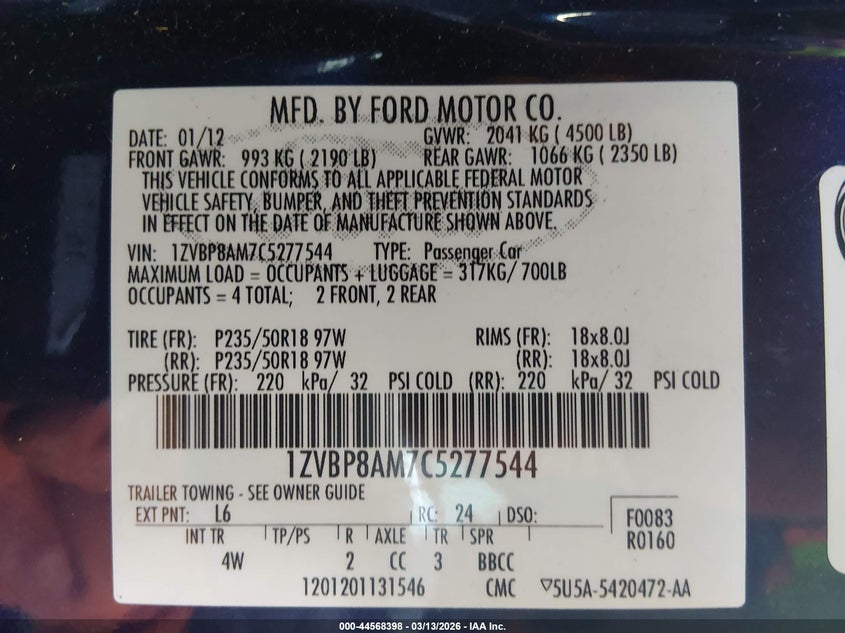 MFD. BY FORD MOTOR CO.
DATE: 01/12 GVWR: 2041 KG ( 4500 LB)
FRONT GAWR: 993 KG ( 2190 LB) REAR GAWR: 1066 KG ( 2350 LB)
THIS VEHICLE CONFORMS TO ALL APPLICABLE FEDERAL MOTOR
VEHICLE SAFETY, BUMPER, AND THEFT PREVENTION STANDARDS
IN EFFECT ON THE DATE OF MANUFACTURE SHOWN ABOVE.
VIN: 1ZVBP8AM7C5277544 TYPE: Passenger Car
MAXIMUM LOAD = OCCUPANTS + LUGGAGE = 317KG/ 700LB
OCCUPANTS = 4 TOTAL; 2 FRONT, 2 REAR
TIRE (FR): P235/50R18 97W RIMS (FR): 18x8.0J
(RR): P235/50R18 97W (RR): 18x8.0J
PRESSURE (FR): 220 kPa/ 32 PSI COLD (RR): 220 kPa/ 32 PSI COLD
1ZVBP8AM7C5277544
TRAILER TOWING - SEE OWNER GUIDE
EXT PNT: L6 RC: 24 DSO: F0083
R0160
INT TR TP/PS R AXLE TR SPR
4W 2 CC 3 BBCC
1201201131546 CMC ▽5U5A-5420472-AA
000-44568398 - 03/13/2026 - IAA Inc.